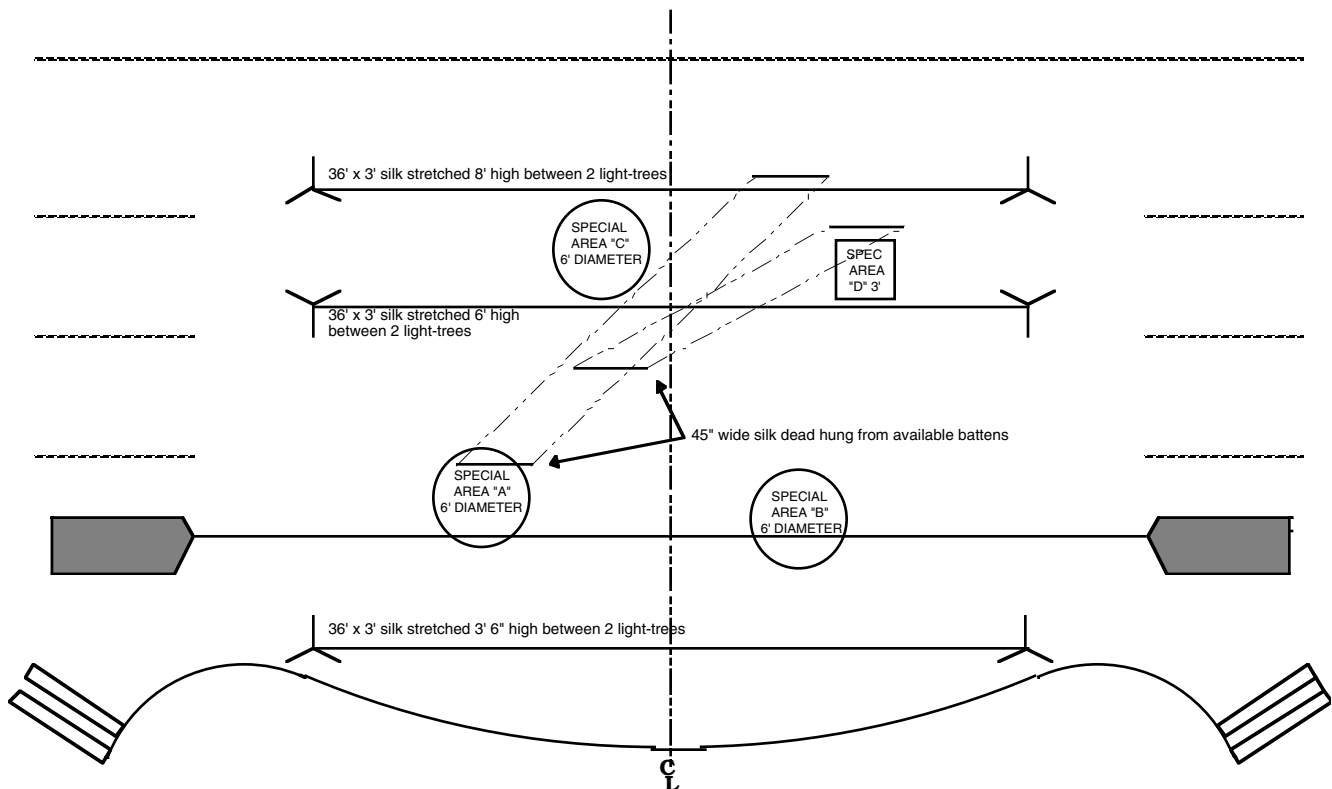 36' x 3' silk stretched 8' high between 2 light-trees
SPECIAL
AREA "C"
6' DIAMETER
SPEC
AREA
"D" 3'
36' x 3' silk stretched 6' high
between 2 light-trees
45" wide silk dead hung from available battens
SPECIAL
AREA "A"
6' DIAMETER
SPECIAL
AREA "B"
6' DIAMETER
36' x 3' silk stretched 3' 6" high between 2 light-trees
C
L